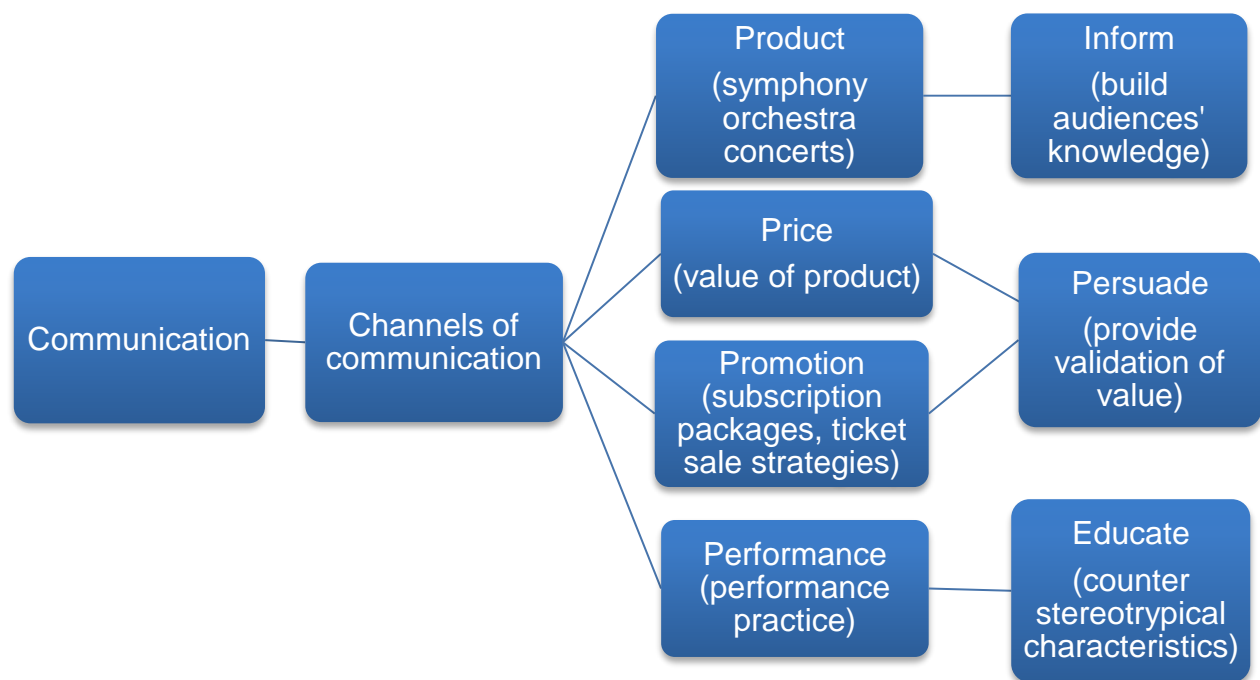 Communication
Channels of
communication
Product
(symphony
orchestra
concerts)
Price
(value of product)
Promotion
(subscription
packages, ticket
sale strategies)
Performance
(performance
practice)
Inform
(build
audiences'
knowledge)
Persuade
(provide
validation of
value)
Educate
(counter
stereotrypical
characteristics)